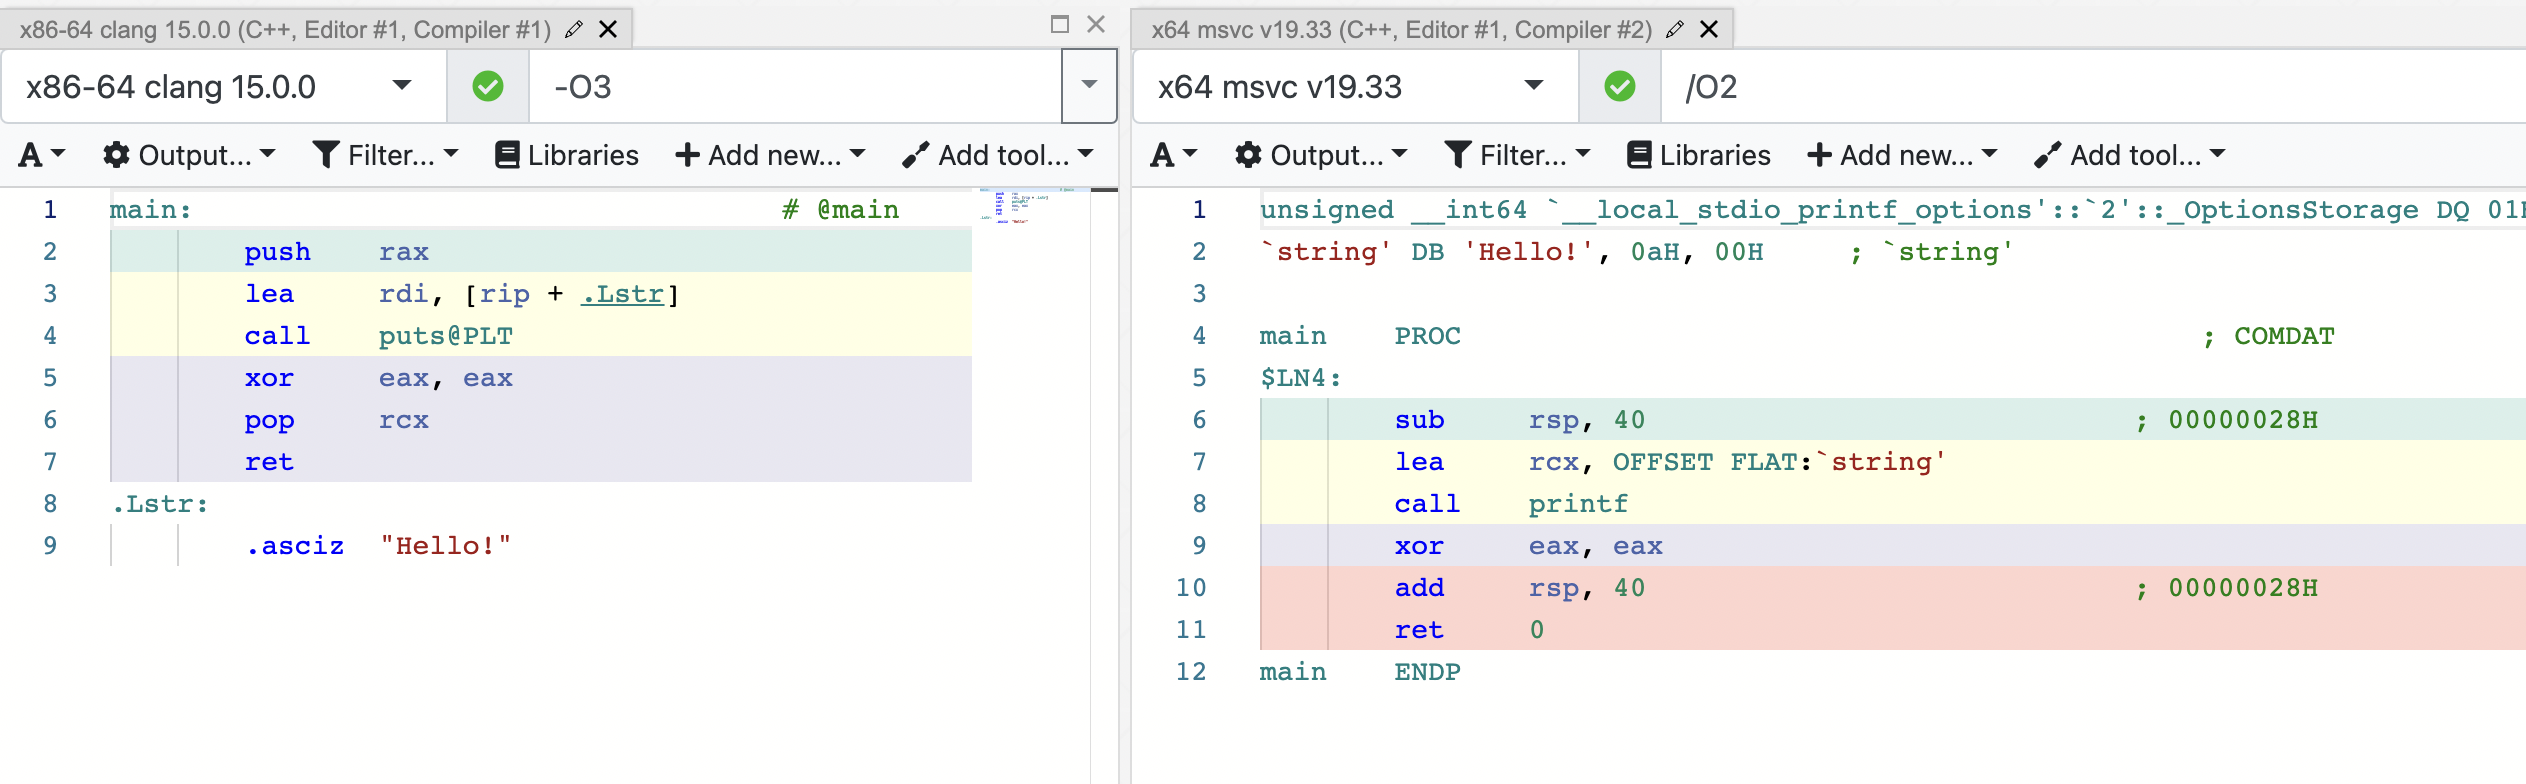 x86-64 clang 15.0.0 (C++, Editor #1, Compiler #1)
x86-64 clang 15.0.0 -O3
A Output... Filter... Libraries Add new... Add tool...
1 main: # @main
2 push rax
3 lea rdi, [rip + .Lstr]
4 call puts@PLT
5 xor eax, eax
6 pop rcx
7 ret
8 .Lstr:
9 .asciz "Hello!"
x64 msvc v19.33 (C++, Editor #1, Compiler #2)
x64 msvc v19.33 /O2
A Output... Filter... Libraries Add new... Add tool...
1 unsigned __int64 `__local_stdio_printf_options'::`2'::_OptionsStorage DQ
2 `string' DB 'Hello!', 0aH, 00H ; `string'
3
4 main PROC ; COMDAT
5 $LN4:
6 sub rsp, 40 ; 00000028H
7 lea rcx, OFFSET FLAT:`string'
8 call printf
9 xor eax, eax
10 add rsp, 40 ; 00000028H
11 ret 0
12 main ENDP